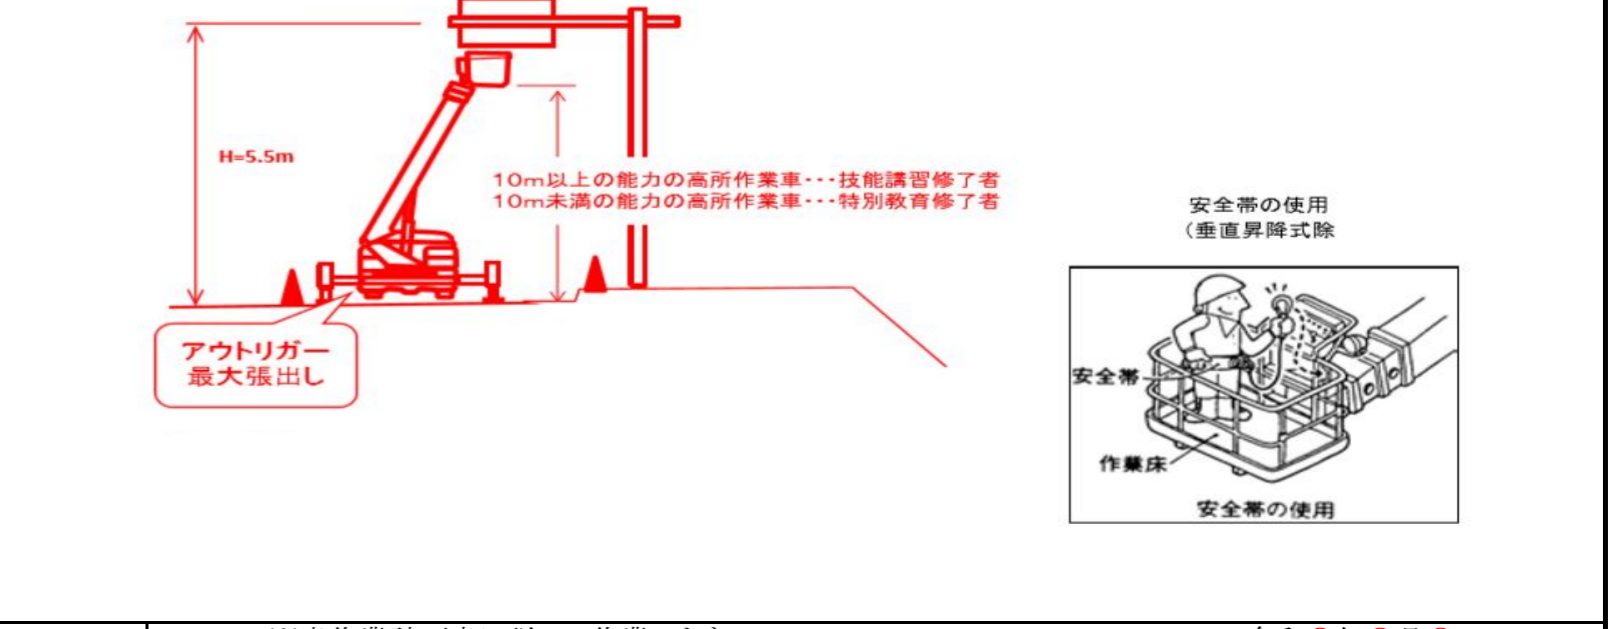 H=5.5m
10m以上の能力の高所作業車･･･技能講習修了者
10m未満の能力の高所作業車･･･特別教育修了者
安全帯の使用
（垂直昇降式除
アウトリガー
最大張出し
安全帯
作業床
安全帯の使用